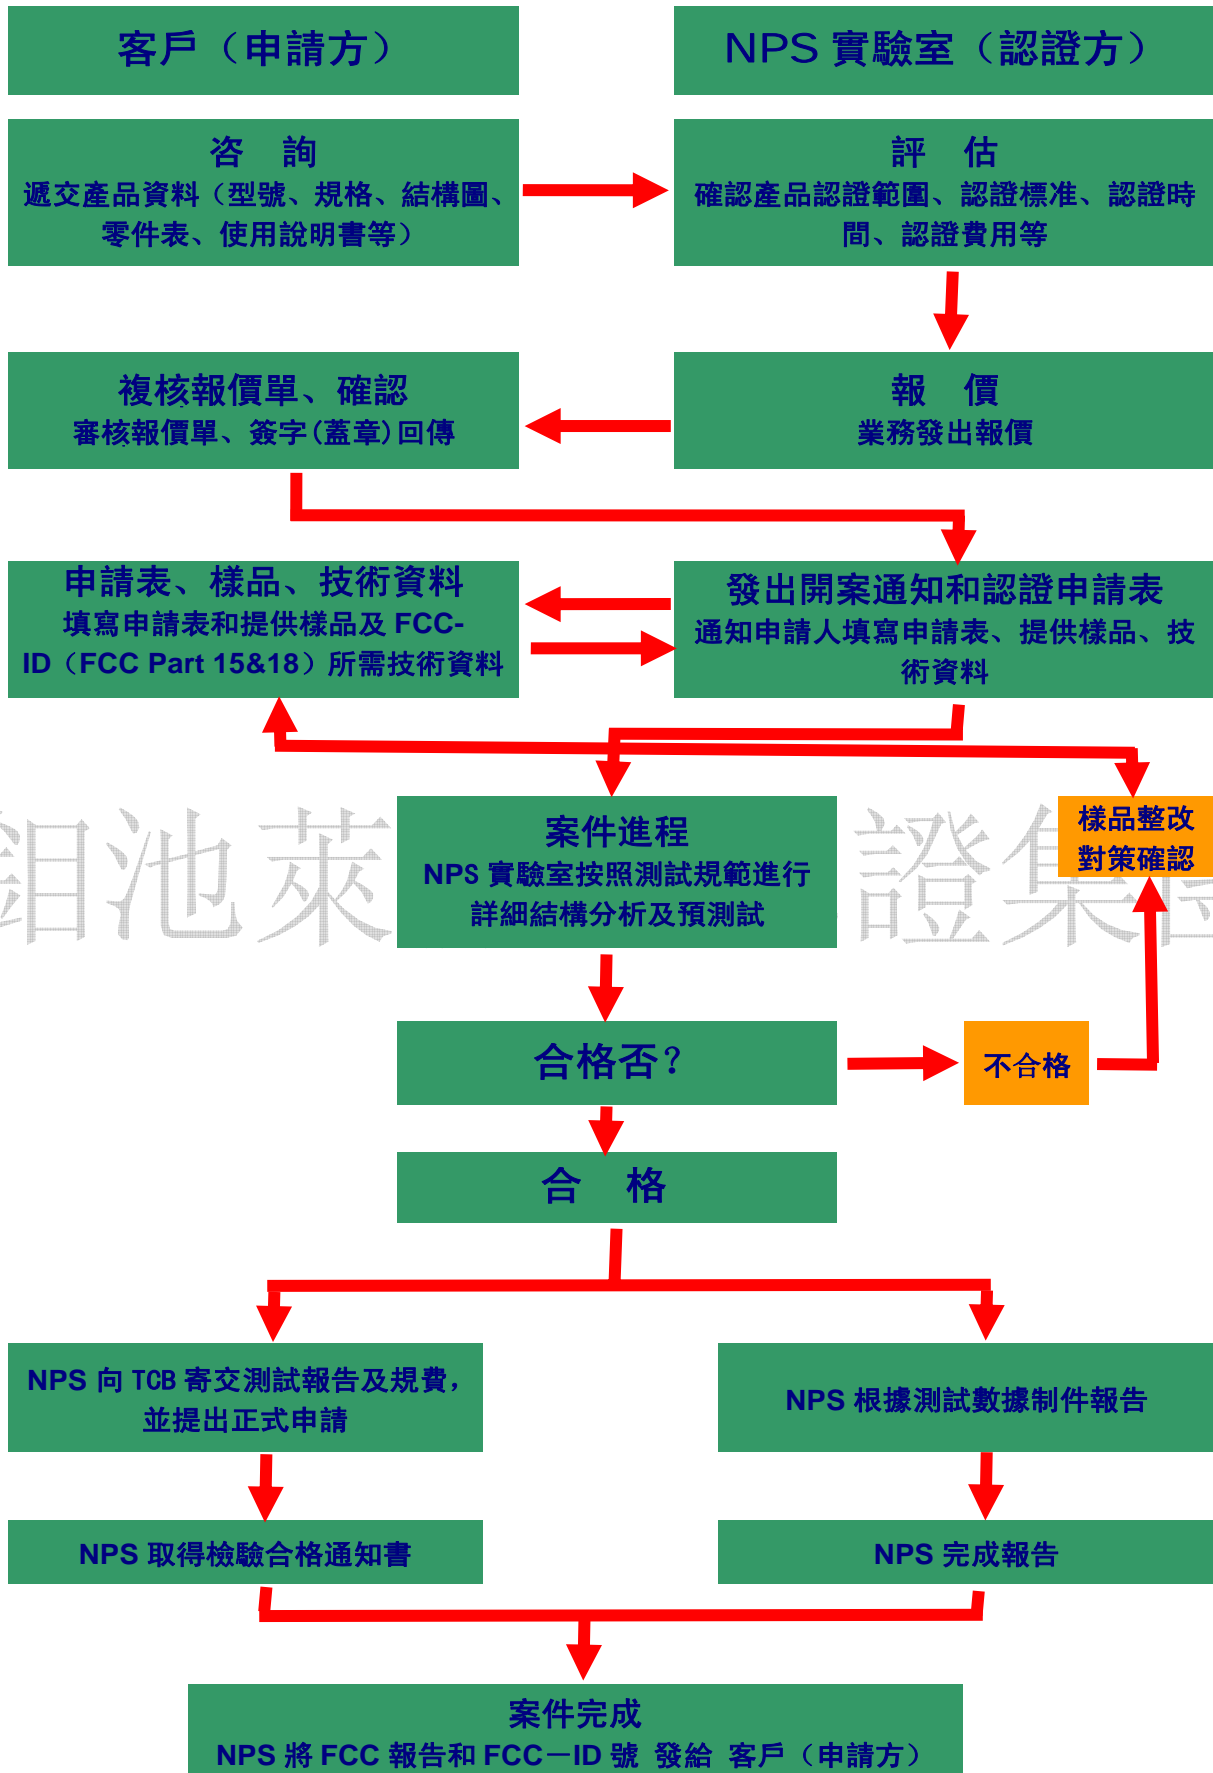 客戶（申請方）
NPS 實驗室（認證方）
咨　詢
遞交產品資料（型號、規格、結構圖、
零件表、使用說明書等）
評　估
確認產品認證範圍、認證標准、認證時
間、認證費用等
複核報價單、確認
審核報價單、簽字(蓋章)回傳
報　價
業務發出報價
申請表、樣品、技術資料
填寫申請表和提供樣品及 FCC-
ID（FCC Part 15&18）所需技術資料
發出開案通知和認證申請表
通知申請人填寫申請表、提供樣品、技
術資料
案件進程
NPS 實驗室按照測試規範進行
詳細結構分析及預測試
樣品整改
對策確認
池萊
證集
合格否？
不合格
合　格
NPS 向 TCB 寄交測試報告及規費，
並提出正式申請
NPS 根據測試數據制件報告
NPS 取得檢驗合格通知書
NPS 完成報告
案件完成
NPS 將 FCC 報告和 FCC－ID 號 發給 客戶（申請方）